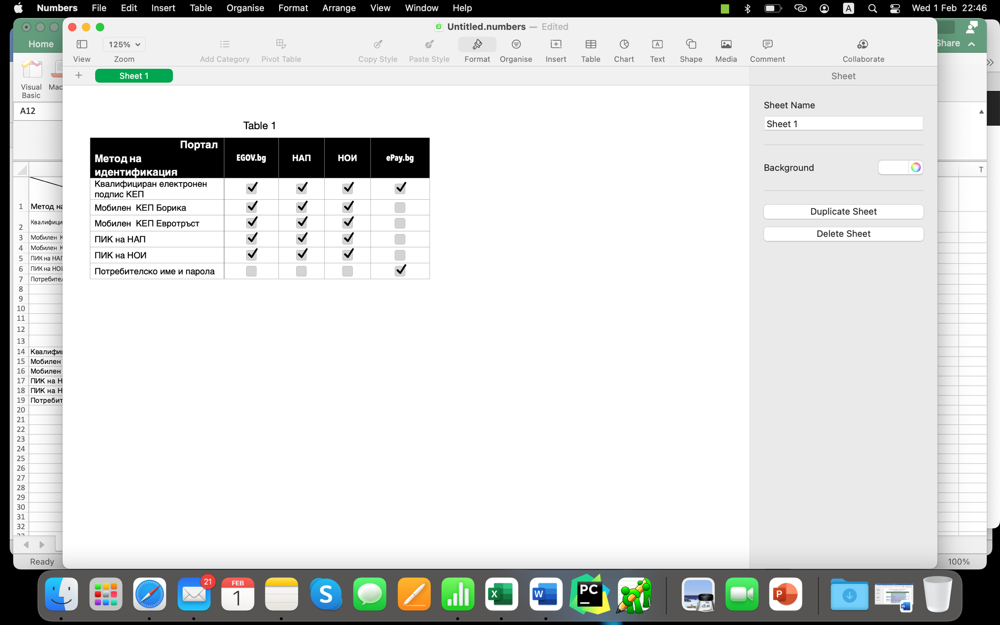 Numbers File Edit Insert Table Organise Format Arrange View Window Help A Wed 1 Feb 22:46
Untitled.numbers — Edited
Home
125%
Share
View Zoom Add Category Pivot Table Copy Style Paste Style Format Organise Insert Table Chart Text Shape Media Comment Collaborate
Sheet 1
Sheet
Visual Basic
Mac
A12
Sheet Name
Sheet 1
Background
Duplicate Sheet
Delete Sheet
Table 1
Портал
Метод на
идентификация
EGOV.bg НАП НОИ ePay.bg
Квалифициран електронен
подпис КЕП
Мобилен КЕП Борика
Мобилен КЕП Евротръст
ПИК на НАП
ПИК на НОИ
Потребителско име и парола
T
1 Метод на
2 Квалифици
3 Мобилен К
4 Мобилен К
5 ПИК на НАП
6 ПИК на НОИ
7 Потребител
8
9
10
11
12
13
14 Квалифи
15 Мобилен
16 Мобилен
17 ПИК на Н
18 ПИК на Н
19 Потребит
20
21
22
23
24
25
26
27
28
29
30
31
32
Ready
100%
21
FEB
1
S
X
W
PC
P
W